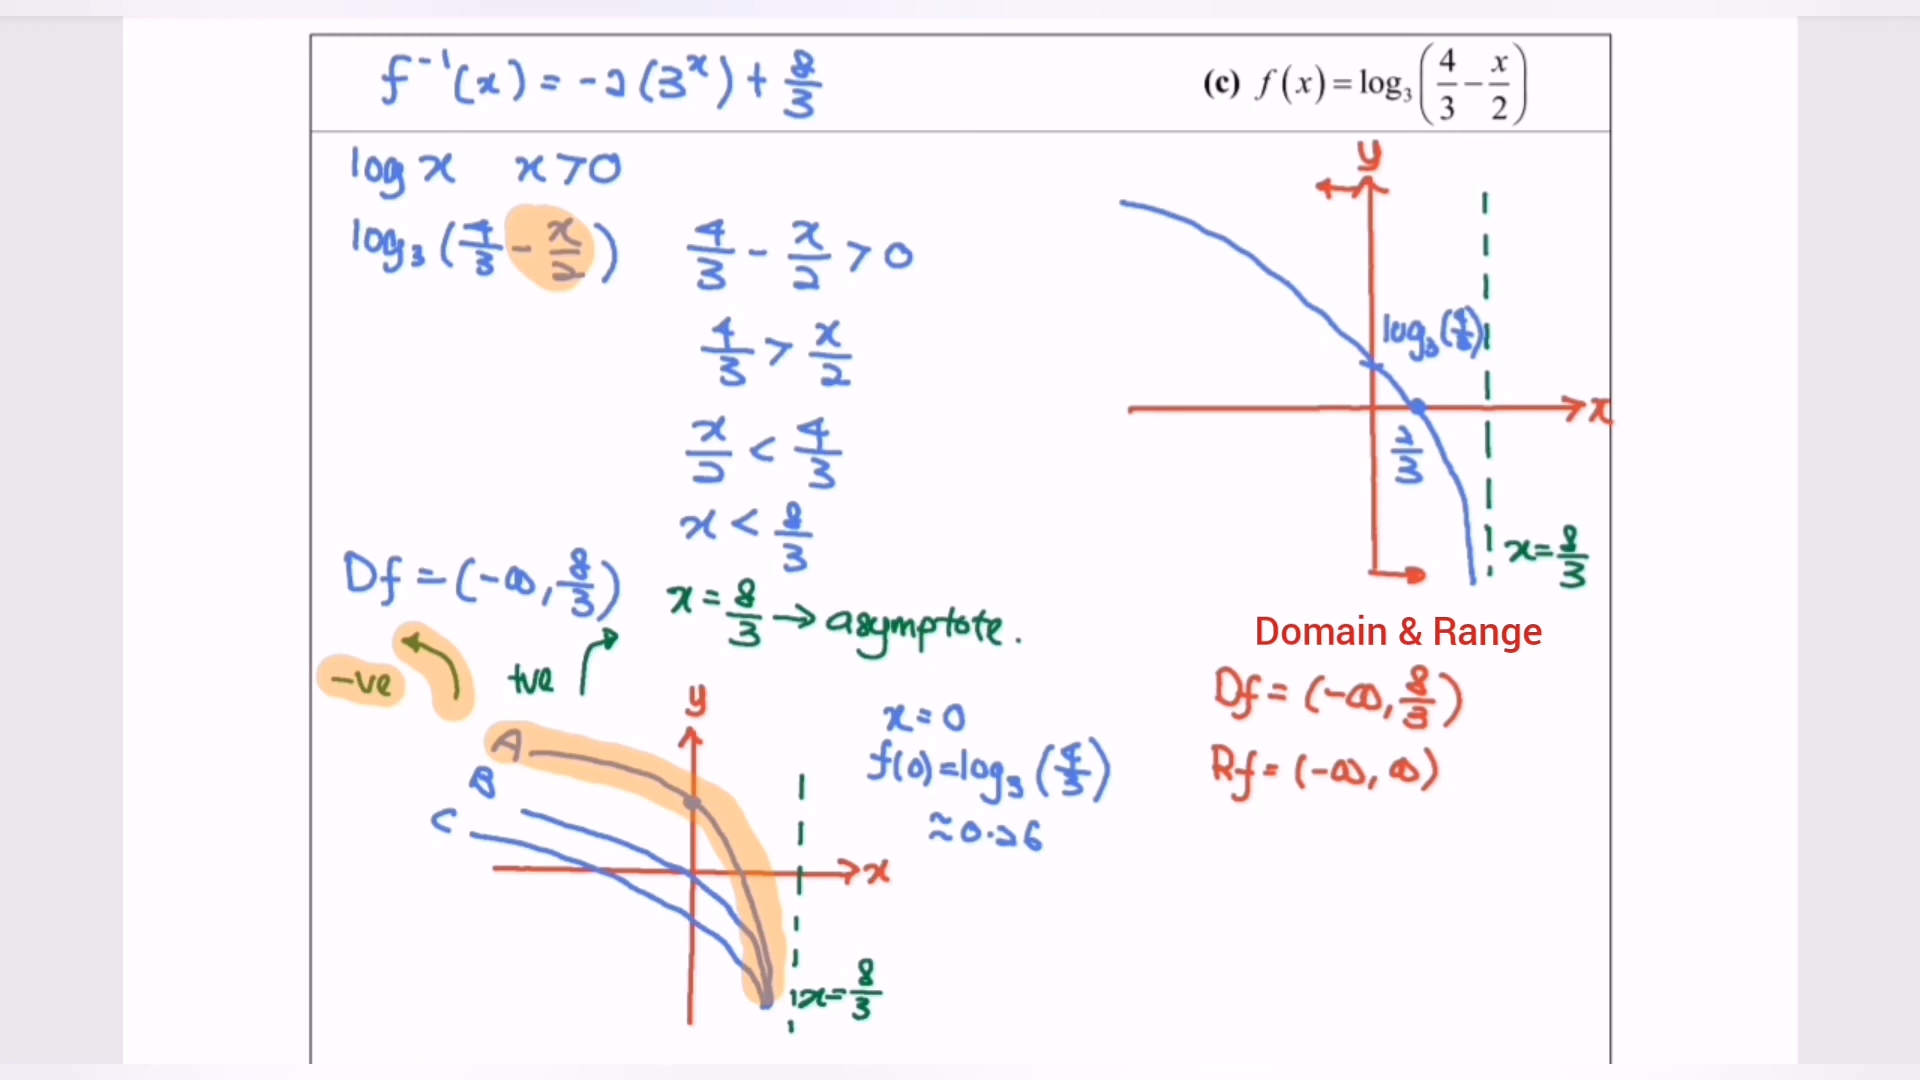 f⁻¹(x) = -2(3ˣ) + 8/3
(c) f(x) = log₃(4/3 - x/2)
log x   x > 0
log₃(4/3 - x/2)   4/3 - x/2 > 0
4/3 > x/2
x/2 < 4/3
x < 8/3
Df = (-∞, 8/3)
x = 8/3 → asymptote.
-ve   +ve
y
A
B
C
x
x = 8/3
x = 0
f(0) = log₃(4/3)
≈ 0.26
y
log₃(4/3)
x
2/3
x = 8/3
Domain & Range
Df = (-∞, 8/3)
Rf = (-∞, ∞)